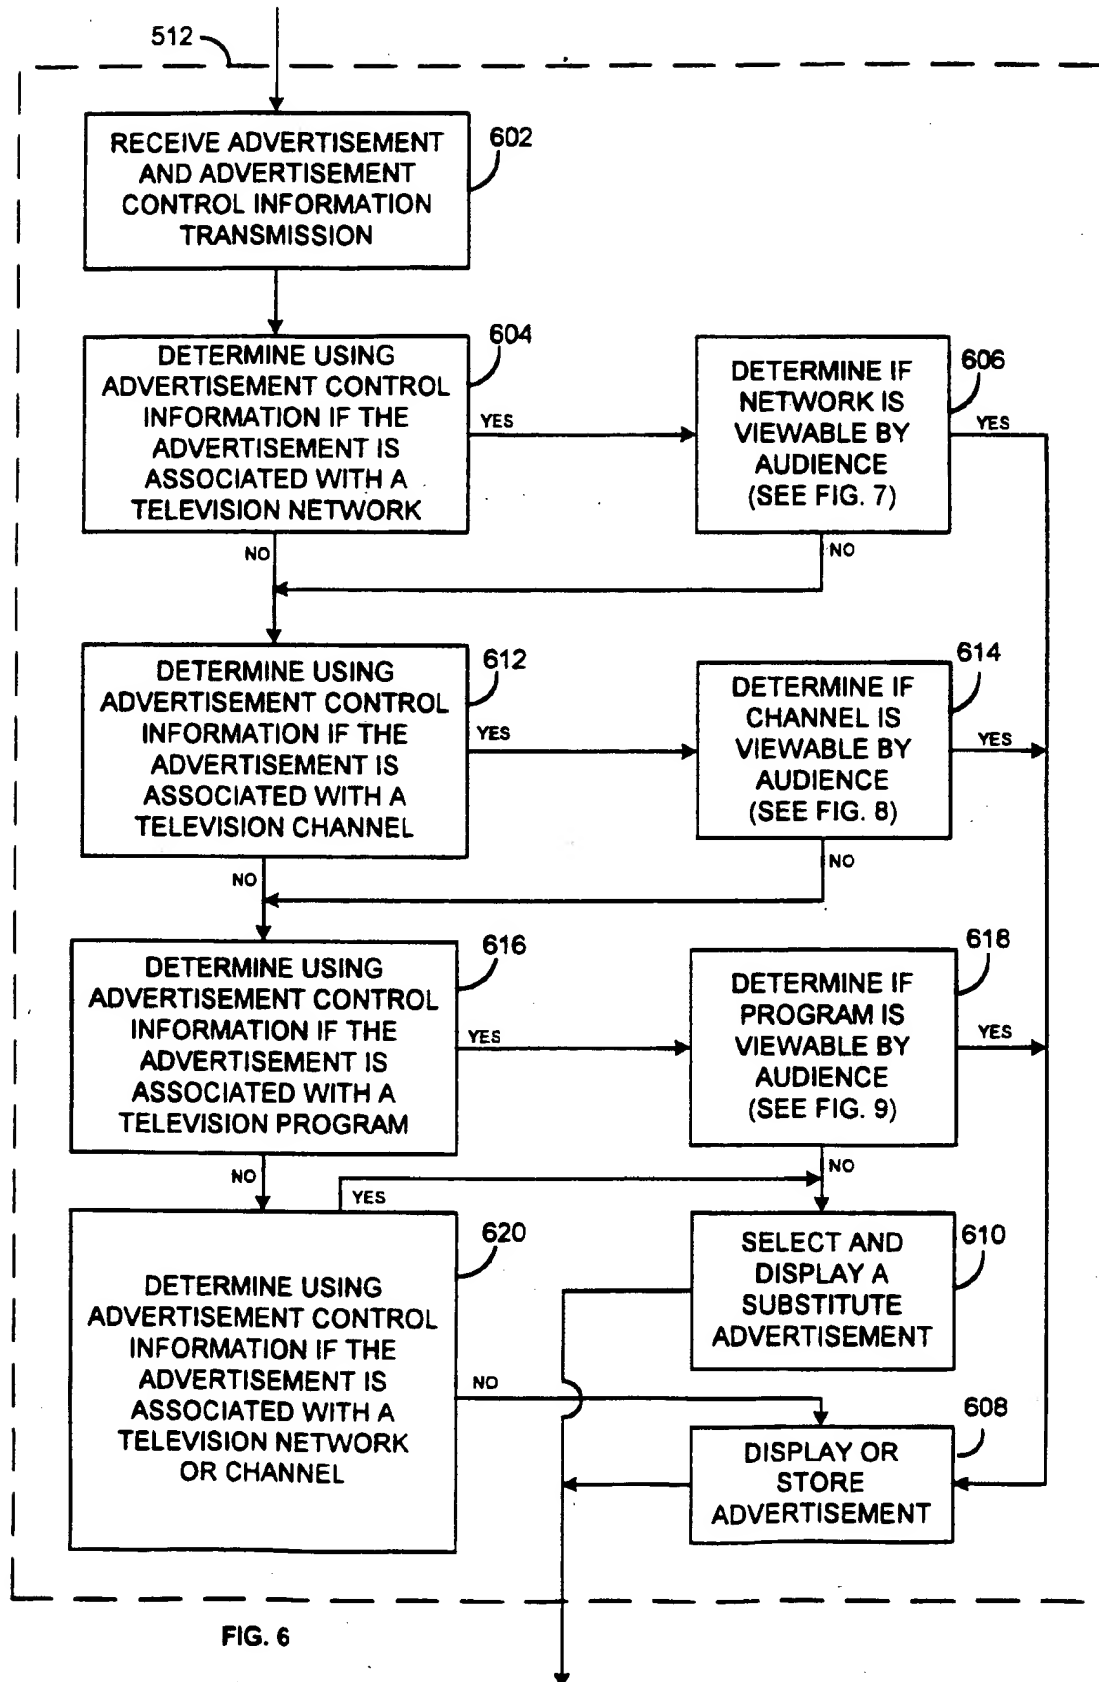 512
RECEIVE ADVERTISEMENT
AND ADVERTISEMENT
CONTROL INFORMATION
TRANSMISSION
602
DETERMINE USING
ADVERTISEMENT CONTROL
INFORMATION IF THE
ADVERTISEMENT IS
ASSOCIATED WITH A
TELEVISION NETWORK
604
YES
DETERMINE IF
NETWORK IS
VIEWABLE BY
AUDIENCE
(SEE FIG. 7)
606
YES
NO
NO
DETERMINE USING
ADVERTISEMENT CONTROL
INFORMATION IF THE
ADVERTISEMENT IS
ASSOCIATED WITH A
TELEVISION CHANNEL
612
YES
DETERMINE IF
CHANNEL IS
VIEWABLE BY
AUDIENCE
(SEE FIG. 8)
614
YES
NO
NO
DETERMINE USING
ADVERTISEMENT CONTROL
INFORMATION IF THE
ADVERTISEMENT IS
ASSOCIATED WITH A
TELEVISION PROGRAM
616
YES
DETERMINE IF
PROGRAM IS
VIEWABLE BY
AUDIENCE
(SEE FIG. 9)
618
YES
NO
NO
YES
DETERMINE USING
ADVERTISEMENT CONTROL
INFORMATION IF THE
ADVERTISEMENT IS
ASSOCIATED WITH A
TELEVISION NETWORK
OR CHANNEL
620
NO
SELECT AND
DISPLAY A
SUBSTITUTE
ADVERTISEMENT
610
DISPLAY OR
STORE
ADVERTISEMENT
608
FIG. 6